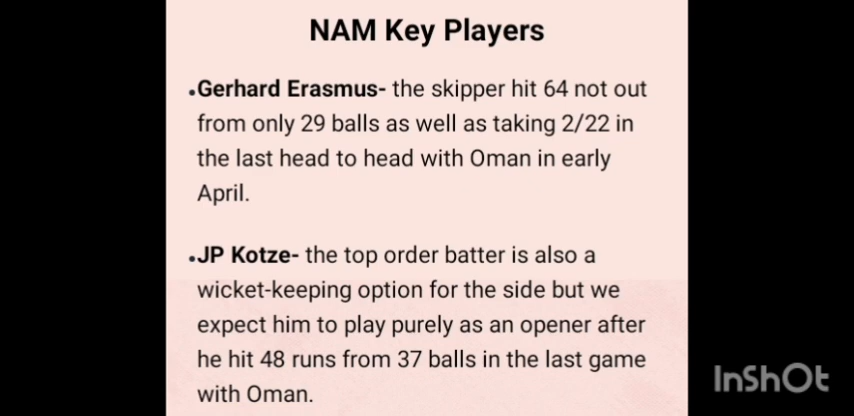 NAM Key Players
.Gerhard Erasmus- the skipper hit 64 not out
from only 29 balls as well as taking 2/22 in
the last head to head with Oman in early
April.
.JP Kotze- the top order batter is also a
wicket-keeping option for the side but we
expect him to play purely as an opener after
he hit 48 runs from 37 balls in the last game
with Oman.
InShOt